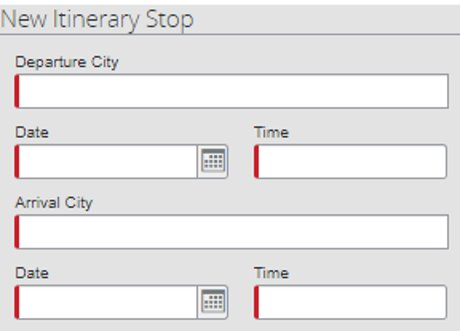 New Itinerary Stop
Departure City
Date Time
Arrival City
Date Time